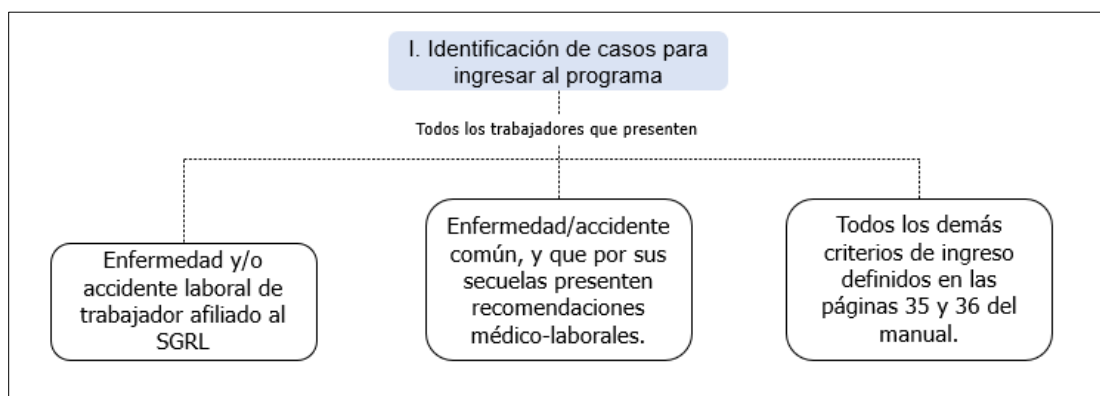 I. Identificación de casos para
ingresar al programa
Todos los trabajadores que presenten
Enfermedad y/o
accidente laboral de
trabajador afiliado al
SGRL
Enfermedad/accidente
común, y que por sus
secuelas presenten
recomendaciones
médico-laborales.
Todos los demás
criterios de ingreso
definidos en las
páginas 35 y 36 del
manual.